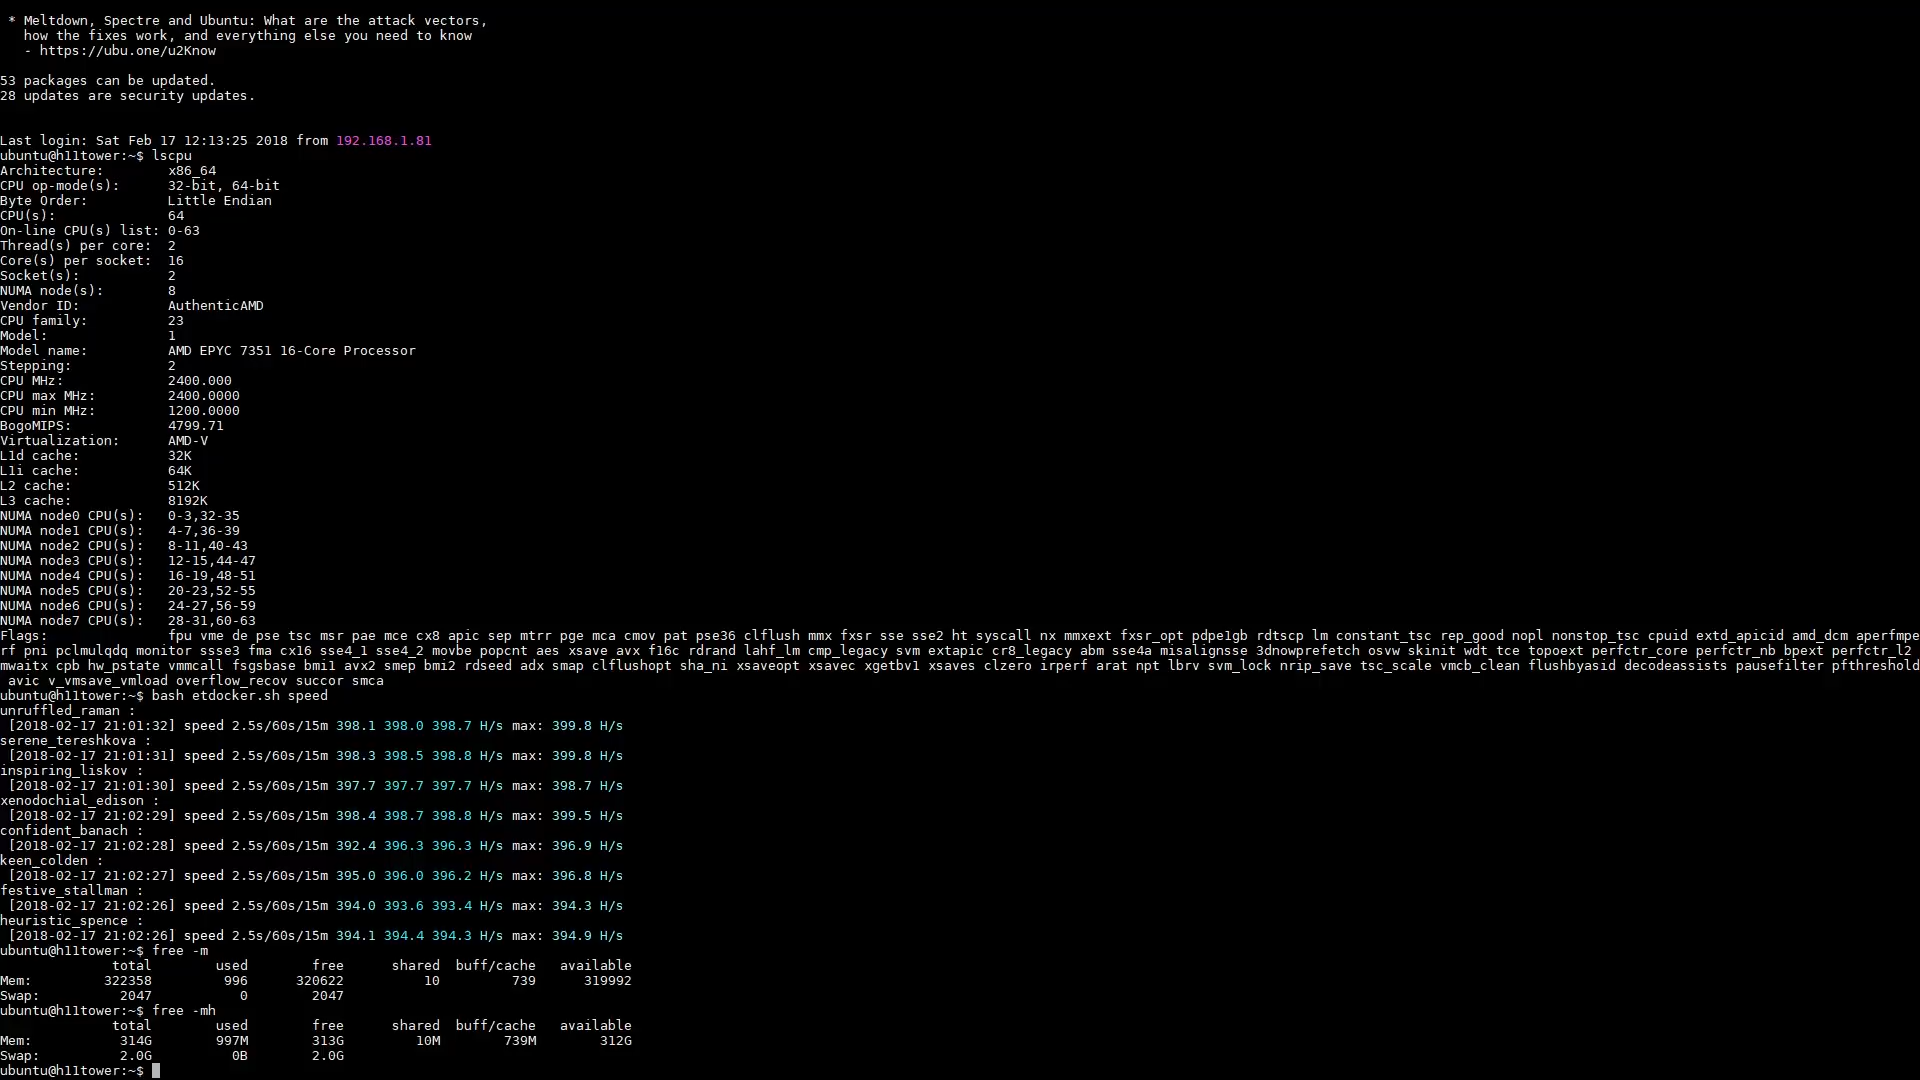 * Meltdown, Spectre and Ubuntu: What are the attack vectors,
   how the fixes work, and everything else you need to know
   - https://ubu.one/u2Know

53 packages can be updated.
28 updates are security updates.


Last login: Sat Feb 17 12:13:25 2018 from 192.168.1.81
ubuntu@h11tower:~$ lscpu
Architecture:        x86_64
CPU op-mode(s):      32-bit, 64-bit
Byte Order:          Little Endian
CPU(s):              64
On-line CPU(s) list: 0-63
Thread(s) per core:  2
Core(s) per socket:  16
Socket(s):           2
NUMA node(s):        8
Vendor ID:           AuthenticAMD
CPU family:          23
Model:               1
Model name:          AMD EPYC 7351 16-Core Processor
Stepping:            2
CPU MHz:             2400.000
CPU max MHz:         2400.0000
CPU min MHz:         1200.0000
BogoMIPS:            4799.71
Virtualization:      AMD-V
L1d cache:           32K
L1i cache:           64K
L2 cache:            512K
L3 cache:            8192K
NUMA node0 CPU(s):   0-3,32-35
NUMA node1 CPU(s):   4-7,36-39
NUMA node2 CPU(s):   8-11,40-43
NUMA node3 CPU(s):   12-15,44-47
NUMA node4 CPU(s):   16-19,48-51
NUMA node5 CPU(s):   20-23,52-55
NUMA node6 CPU(s):   24-27,56-59
NUMA node7 CPU(s):   28-31,60-63
Flags:               fpu vme de pse tsc msr pae mce cx8 apic sep mtrr pge mca cmov pat pse36 clflush mmx fxsr sse sse2 ht syscall nx mmxext fxsr_opt pdpe1gb rdtscp lm constant_tsc rep_good nopl nonstop_tsc cpuid extd_apicid amd_dcm aperfmpe
rf pni pclmulqdq monitor ssse3 fma cx16 sse4_1 sse4_2 movbe popcnt aes xsave avx f16c rdrand lahf_lm cmp_legacy svm extapic cr8_legacy abm sse4a misalignsse 3dnowprefetch osvw skinit wdt tce topoext perfctr_core perfctr_nb bpext perfctr_l2
mwaitx cpb hw_pstate vmmcall fsgsbase bmi1 avx2 smep bmi2 rdseed adx smap clflushopt sha_ni xsaveopt xsavec xgetbv1 xsaves clzero irperf arat npt lbrv svm_lock nrip_save tsc_scale vmcb_clean flushbyasid decodeassists pausefilter pfthreshold
 avic v_vmsave_vmload overflow_recov succor smca
ubuntu@h11tower:~$ bash etdocker.sh speed
unruffled_raman :
 [2018-02-17 21:01:32] speed 2.5s/60s/15m 398.1 398.0 398.7 H/s max: 399.8 H/s
serene_tereshkova :
 [2018-02-17 21:01:31] speed 2.5s/60s/15m 398.3 398.5 398.8 H/s max: 399.8 H/s
inspiring_liskov :
 [2018-02-17 21:01:30] speed 2.5s/60s/15m 397.7 397.7 397.7 H/s max: 398.7 H/s
xenodochial_edison :
 [2018-02-17 21:02:29] speed 2.5s/60s/15m 398.4 398.7 398.8 H/s max: 399.5 H/s
confident_banach :
 [2018-02-17 21:02:28] speed 2.5s/60s/15m 392.4 396.3 396.3 H/s max: 396.9 H/s
keen_colden :
 [2018-02-17 21:02:27] speed 2.5s/60s/15m 395.0 396.0 396.2 H/s max: 396.8 H/s
festive_stallman :
 [2018-02-17 21:02:26] speed 2.5s/60s/15m 394.0 393.6 393.4 H/s max: 394.3 H/s
heuristic_spence :
 [2018-02-17 21:02:26] speed 2.5s/60s/15m 394.1 394.4 394.3 H/s max: 394.9 H/s
ubuntu@h11tower:~$ free -m
              total        used        free      shared  buff/cache   available
Mem:         322358         996      320622          10         739      319992
Swap:          2047           0        2047
ubuntu@h11tower:~$ free -mh
              total        used        free      shared  buff/cache   available
Mem:           314G        997M        313G         10M        739M        312G
Swap:          2.0G          0B        2.0G
ubuntu@h11tower:~$